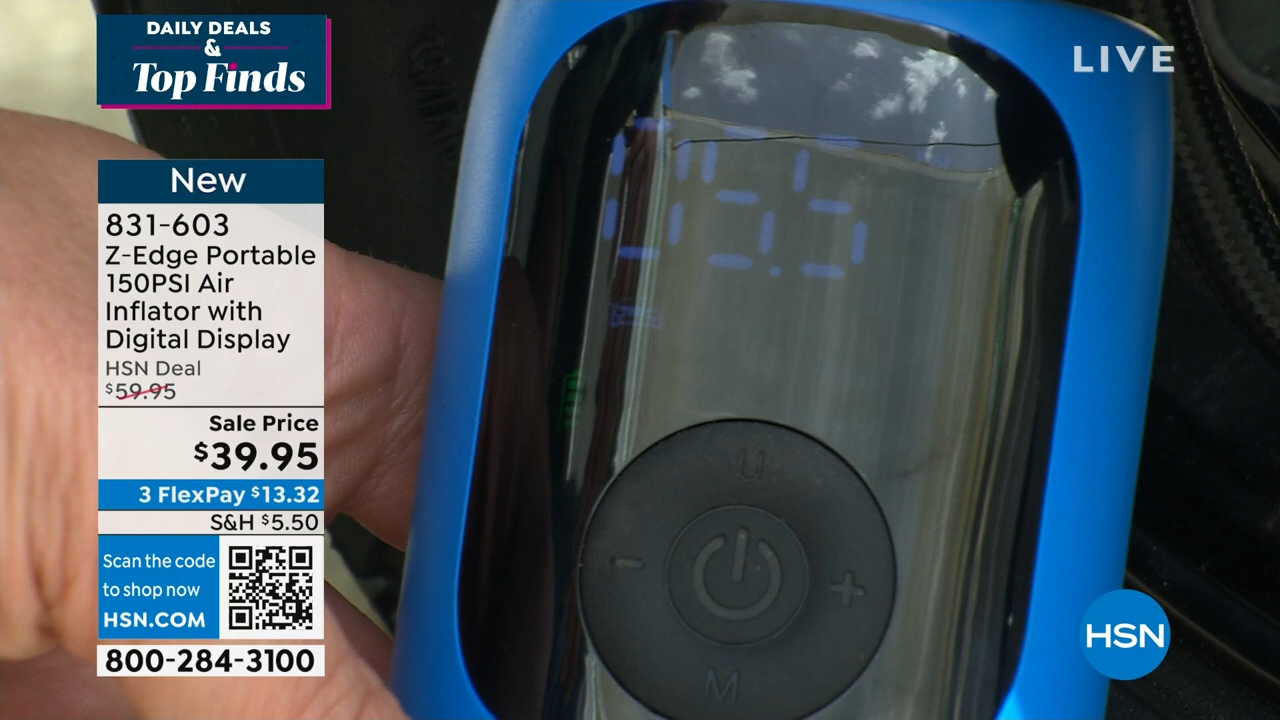 DAILY DEALS
&
Top Finds
LIVE
New
831-603
Z-Edge Portable
150PSI Air
Inflator with
Digital Display
HSN Deal
$59.95
Sale Price
$39.95
3 FlexPay $13.32
S&H $5.50
Scan the code
to shop now
HSN.COM
800-284-3100
U
- +
M
HSN